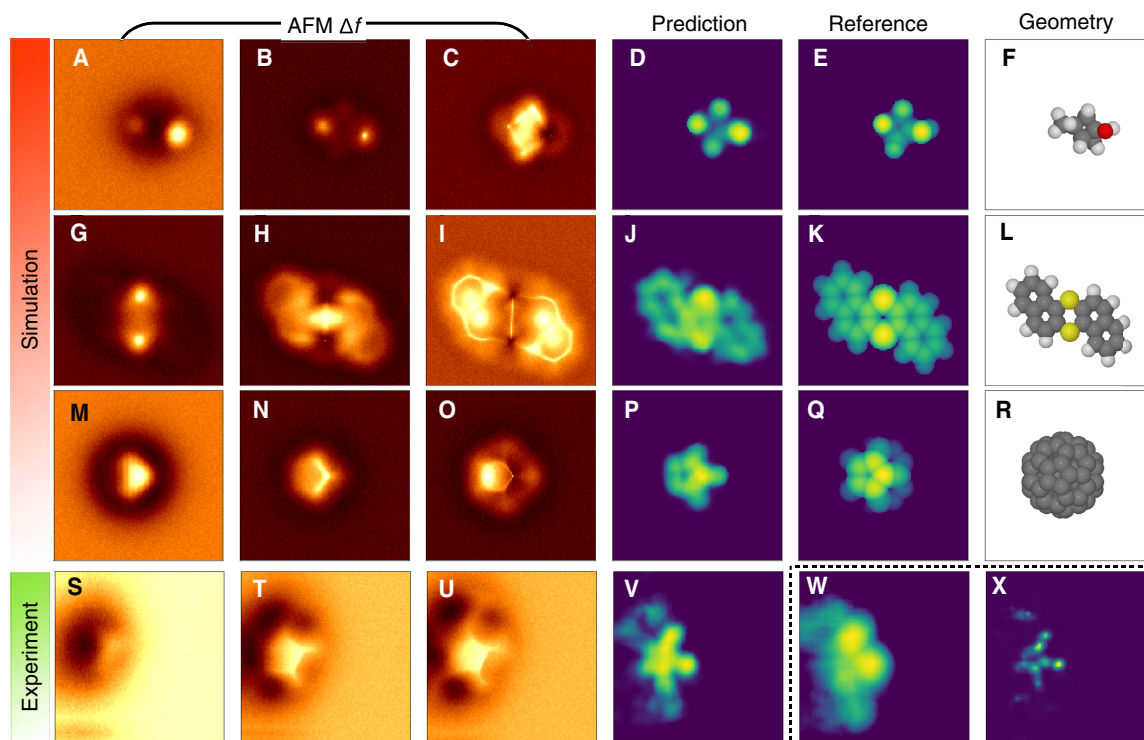 AFM Δf Prediction Reference Geometry
A B C D E F
G H I J K L
M N O P Q R
S T U V W X
Simulation
Experiment